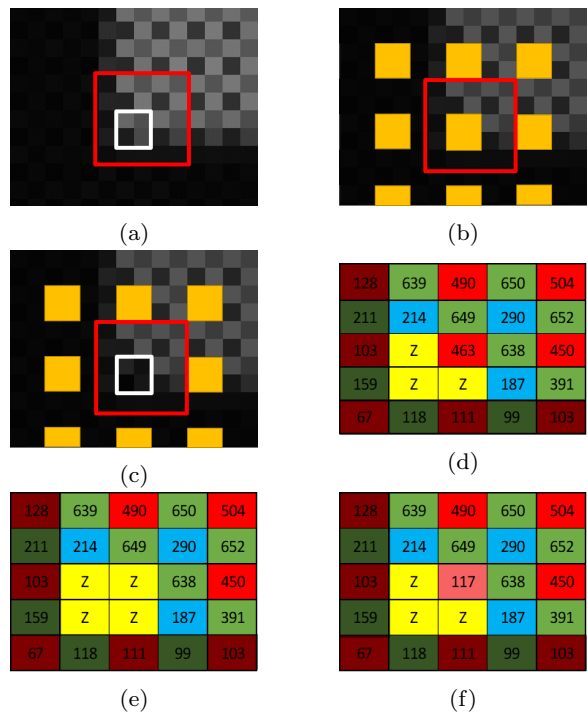 (a)
(b)
(c)
128 639 490 650 504
211 214 649 290 652
103 Z 463 638 450
159 Z Z 187 391
67 118 111 99 103
(d)
128 639 490 650 504
211 214 649 290 652
103 Z Z 638 450
159 Z Z 187 391
67 118 111 99 103
(e)
128 639 490 650 504
211 214 649 290 652
103 Z 117 638 450
159 Z Z 187 391
67 118 111 99 103
(f)